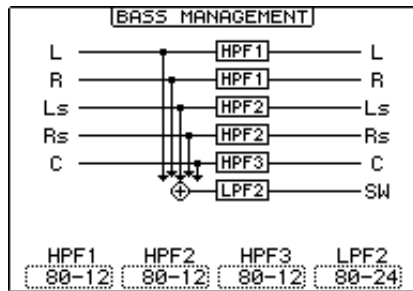 BASS MANAGEMENT
L HPF1 L
R HPF1 R
Ls HPF2 Ls
Rs HPF2 Rs
C HPF3 C
LPF2 SW
HPF1 HPF2 HPF3 LPF2
80-12 80-12 80-12 80-24